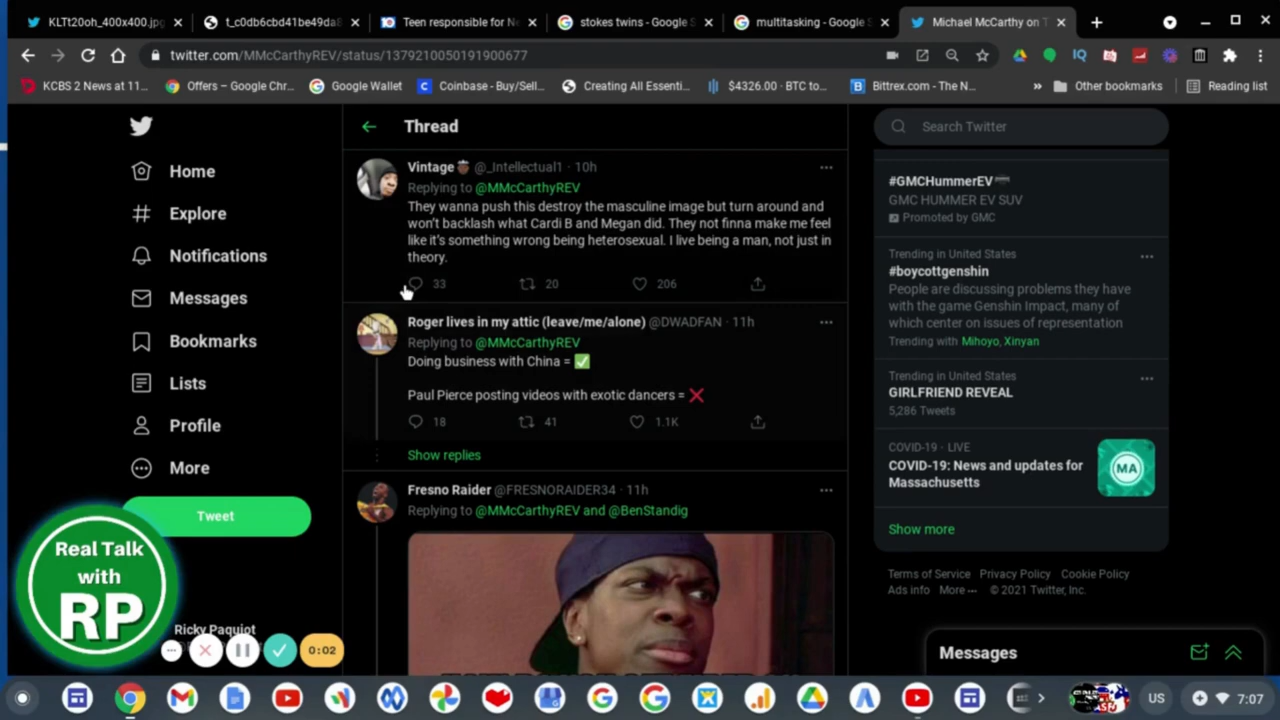 KLTt20oh_400x400.jpg
t_c0db6cbd41be49da8
Teen responsible for Ne
stokes twins - Google S
multitasking - Google S
Michael McCarthy on T
twitter.com/MMcCarthyREV/status/1379210050191900677
KCBS 2 News at 11...
Offers – Google Chr...
Google Wallet
Coinbase - Buy/Sell...
Creating All Essenti...
$4326.00 · BTC to...
Bittrex.com - The N...
»
Other bookmarks
Reading list
Home
Explore
Notifications
Messages
Bookmarks
Lists
Profile
More
Tweet
Real Talk
with
RP
Ricky Paquiot
0:02
Thread
Vintage @_Intellectual1 · 10h
Replying to @MMcCarthyREV
They wanna push this destroy the masculine image but turn around and
won't backlash what Cardi B and Megan did. They not finna make me feel
like it's something wrong being heterosexual. I live being a man, not just in
theory.
33 20 206
Roger lives in my attic (leave/me/alone) @DWADFAN · 11h
Replying to @MMcCarthyREV
Doing business with China = ✅
Paul Pierce posting videos with exotic dancers = ❌
18 41 1.1K
Show replies
Fresno Raider @FRESNORAIDER34 · 11h
Replying to @MMcCarthyREV and @BenStandig
Search Twitter
#GMCHummerEV
GMC HUMMER EV SUV
Promoted by GMC
Trending in United States
#boycottgenshin
People are discussing problems they have
with the game Genshin Impact, many of
which center on issues of representation
Trending with Mihoyo, Xinyan
Trending in United States
GIRLFRIEND REVEAL
5,286 Tweets
COVID-19 · LIVE
COVID-19: News and updates for
Massachusetts
MA
Show more
Terms of Service Privacy Policy Cookie Policy
Ads info More ··· © 2021 Twitter, Inc.
Messages
US
7:07